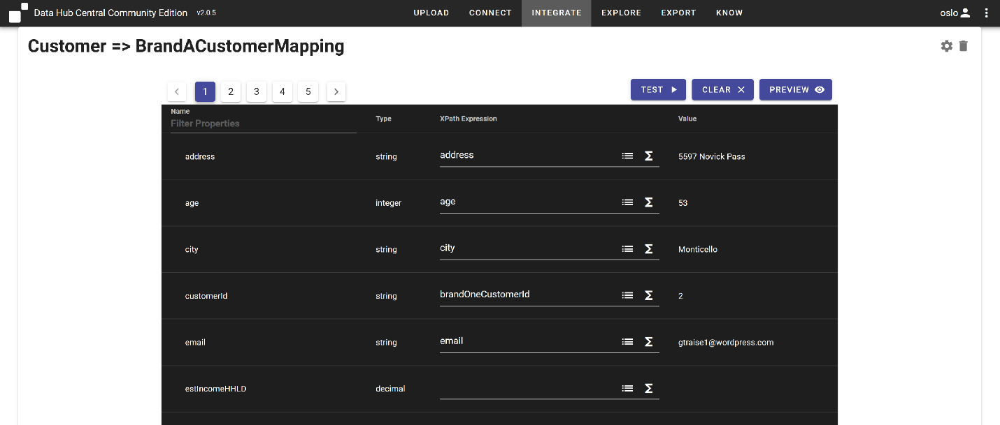 Data Hub Central Community Edition v2.0.5 UPLOAD CONNECT INTEGRATE EXPLORE EXPORT KNOW oslo
Customer => BrandACustomerMapping
1 2 3 4 5 TEST CLEAR PREVIEW
Name
Filter Properties
Type XPath Expression Value
address string address 5597 Novick Pass
age integer age 53
city string city Monticello
customerId string brandOneCustomerId 2
email string email gtraise1@wordpress.com
estIncomeHHLD decimal